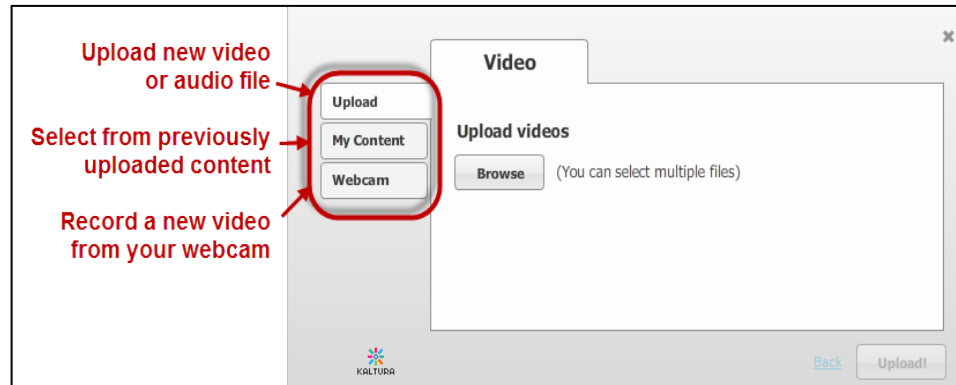 Upload new video
or audio file
Select from previously
uploaded content
Record a new video
from your webcam
Video
Upload
My Content
Webcam
Upload videos
Browse (You can select multiple files)
KALTURA
Back Upload!